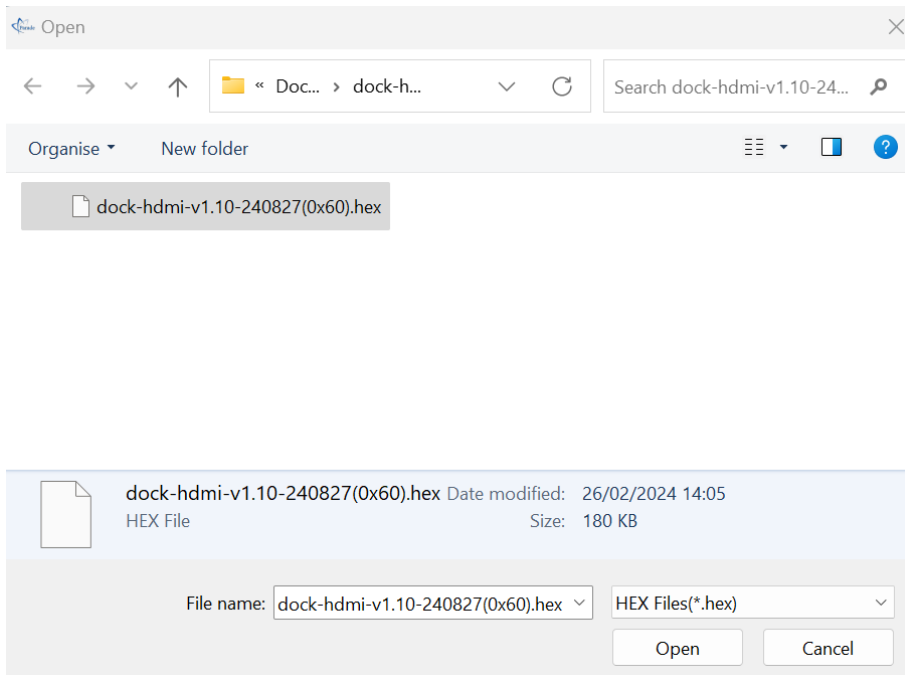 Open
« Doc... › dock-h...
Search dock-hdmi-v1.10-24...
Organise New folder
?
dock-hdmi-v1.10-240827(0x60).hex
dock-hdmi-v1.10-240827(0x60).hex Date modified: 26/02/2024 14:05
HEX File Size: 180 KB
File name: dock-hdmi-v1.10-240827(0x60).hex HEX Files(*.hex)
Open Cancel